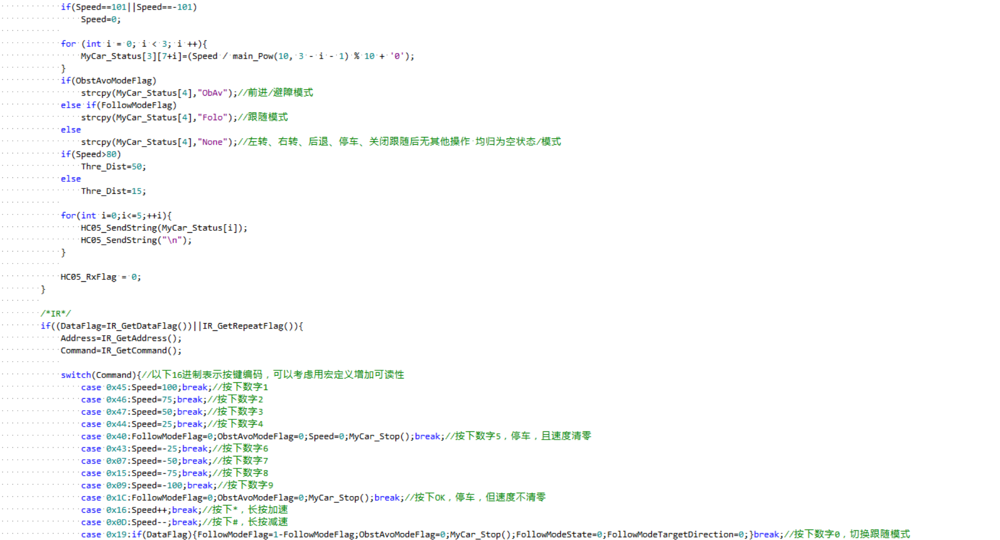 if(Speed==101||Speed==-101)
Speed=0;
for (int i = 0; i < 3; i ++){
MyCar_Status[3][7+i]=(Speed / main_Pow(10, 3 - i - 1) % 10 + '0');
}
if(ObstAvoModeFlag)
strcpy(MyCar_Status[4],"ObAv");//前进/避障模式
else if(FollowModeFlag)
strcpy(MyCar_Status[4],"Folo");//跟随模式
else
strcpy(MyCar_Status[4],"None");//左转、右转、后退、停车、关闭跟随后无其他操作 均归为空状态/模式
if(Speed>80)
Thre_Dist=50;
else
Thre_Dist=15;
for(int i=0;i<=5;++i){
HC05_SendString(MyCar_Status[i]);
HC05_SendString("\n");
}
HC05_RxFlag = 0;
}
/*IR*/
if((DataFlag=IR_GetDataFlag())||IR_GetRepeatFlag()){
Address=IR_GetAddress();
Command=IR_GetCommand();
switch(Command){//以下16进制表示按键编码，可以考虑用宏定义增加可读性
case 0x45:Speed=100;break;//按下数字1
case 0x46:Speed=75;break;//按下数字2
case 0x47:Speed=50;break;//按下数字3
case 0x44:Speed=25;break;//按下数字4
case 0x40:FollowModeFlag=0;ObstAvoModeFlag=0;Speed=0;MyCar_Stop();break;//按下数字5，停车，且速度清零
case 0x43:Speed=-25;break;//按下数字6
case 0x07:Speed=-50;break;//按下数字7
case 0x15:Speed=-75;break;//按下数字8
case 0x09:Speed=-100;break;//按下数字9
case 0x1C:FollowModeFlag=0;ObstAvoModeFlag=0;MyCar_Stop();break;//按下OK，停车，但速度不清零
case 0x16:Speed++;break;//按下*，长按加速
case 0x0D:Speed--;break;//按下#，长按减速
case 0x19:if(DataFlag){FollowModeFlag=1-FollowModeFlag;ObstAvoModeFlag=0;MyCar_Stop();FollowModeState=0;FollowModeTargetDirection=0;}break;//按下数字0，切换跟随模式